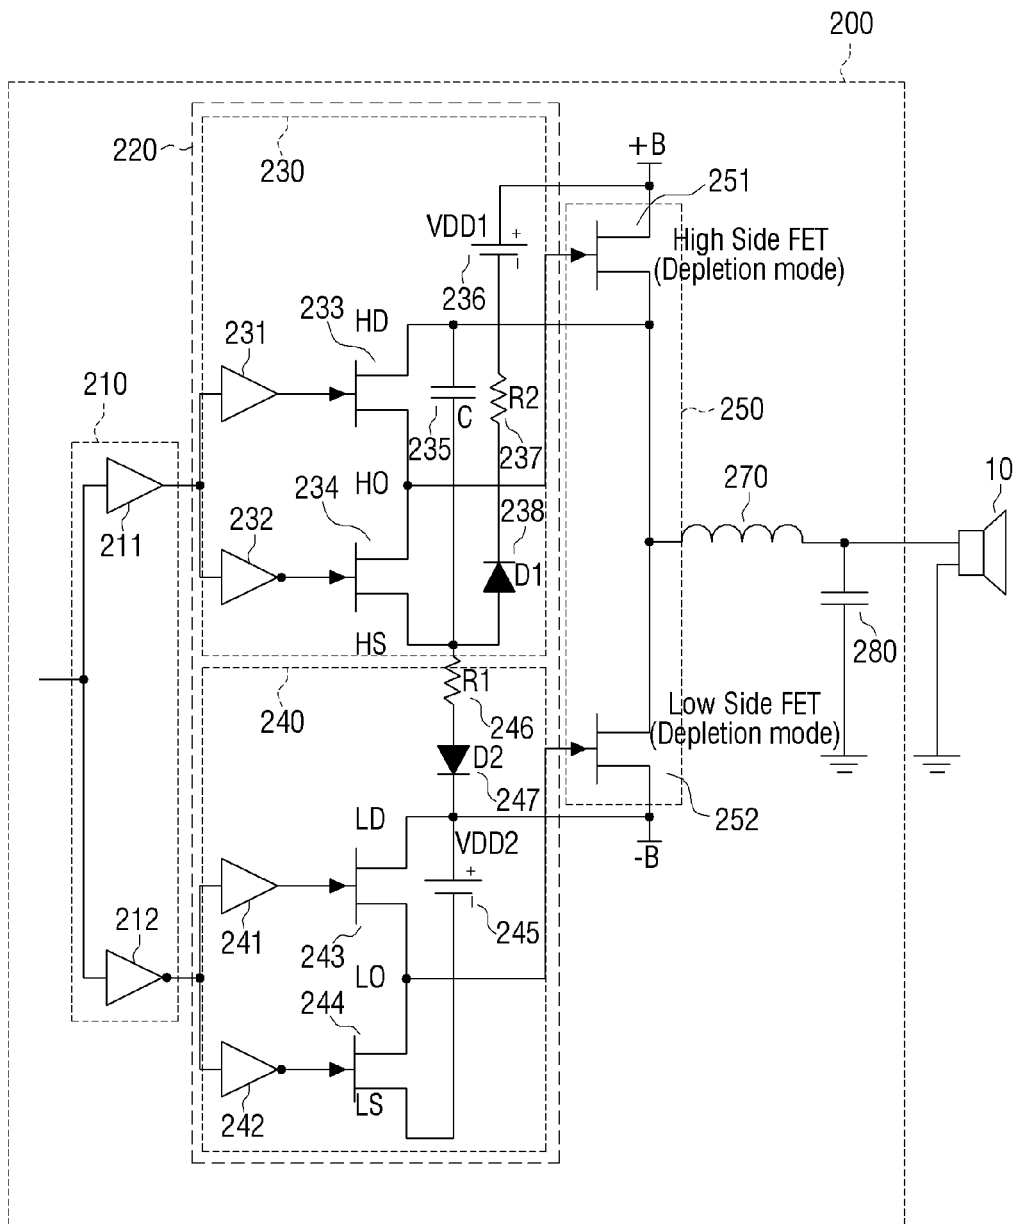 200
+B
220
230
251
VDD1
+
High Side FET
(Depletion mode)
236
233
HD
231
R2
210
C
250
235
237
10
234
HO
270
238
232
211
D1
HS
280
R1
240
246
Low Side FET
(Depletion mode)
D2
247
LD
252
VDD2
-B
+
212
241
245
243
LO
244
LS
242